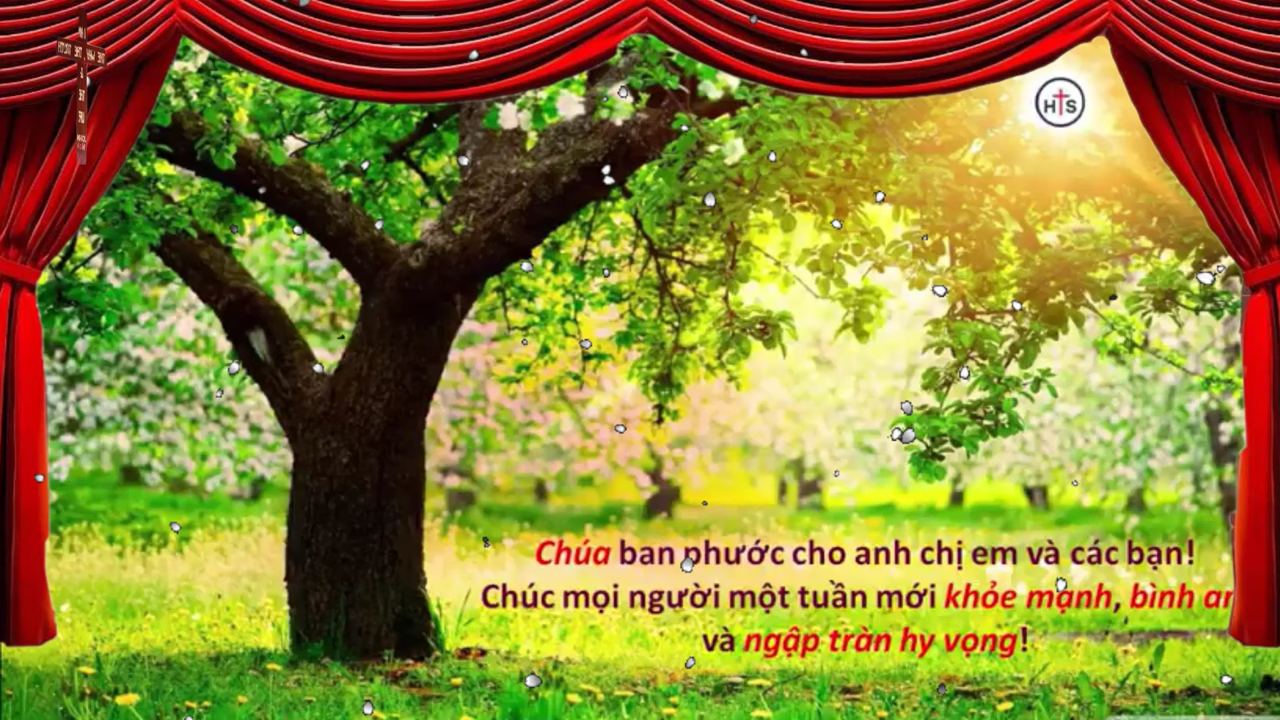 H S
Chúa ban phước cho anh chị em và các bạn!
Chúc mọi người một tuần mới khỏe mạnh, bình an
và ngập tràn hy vọng!